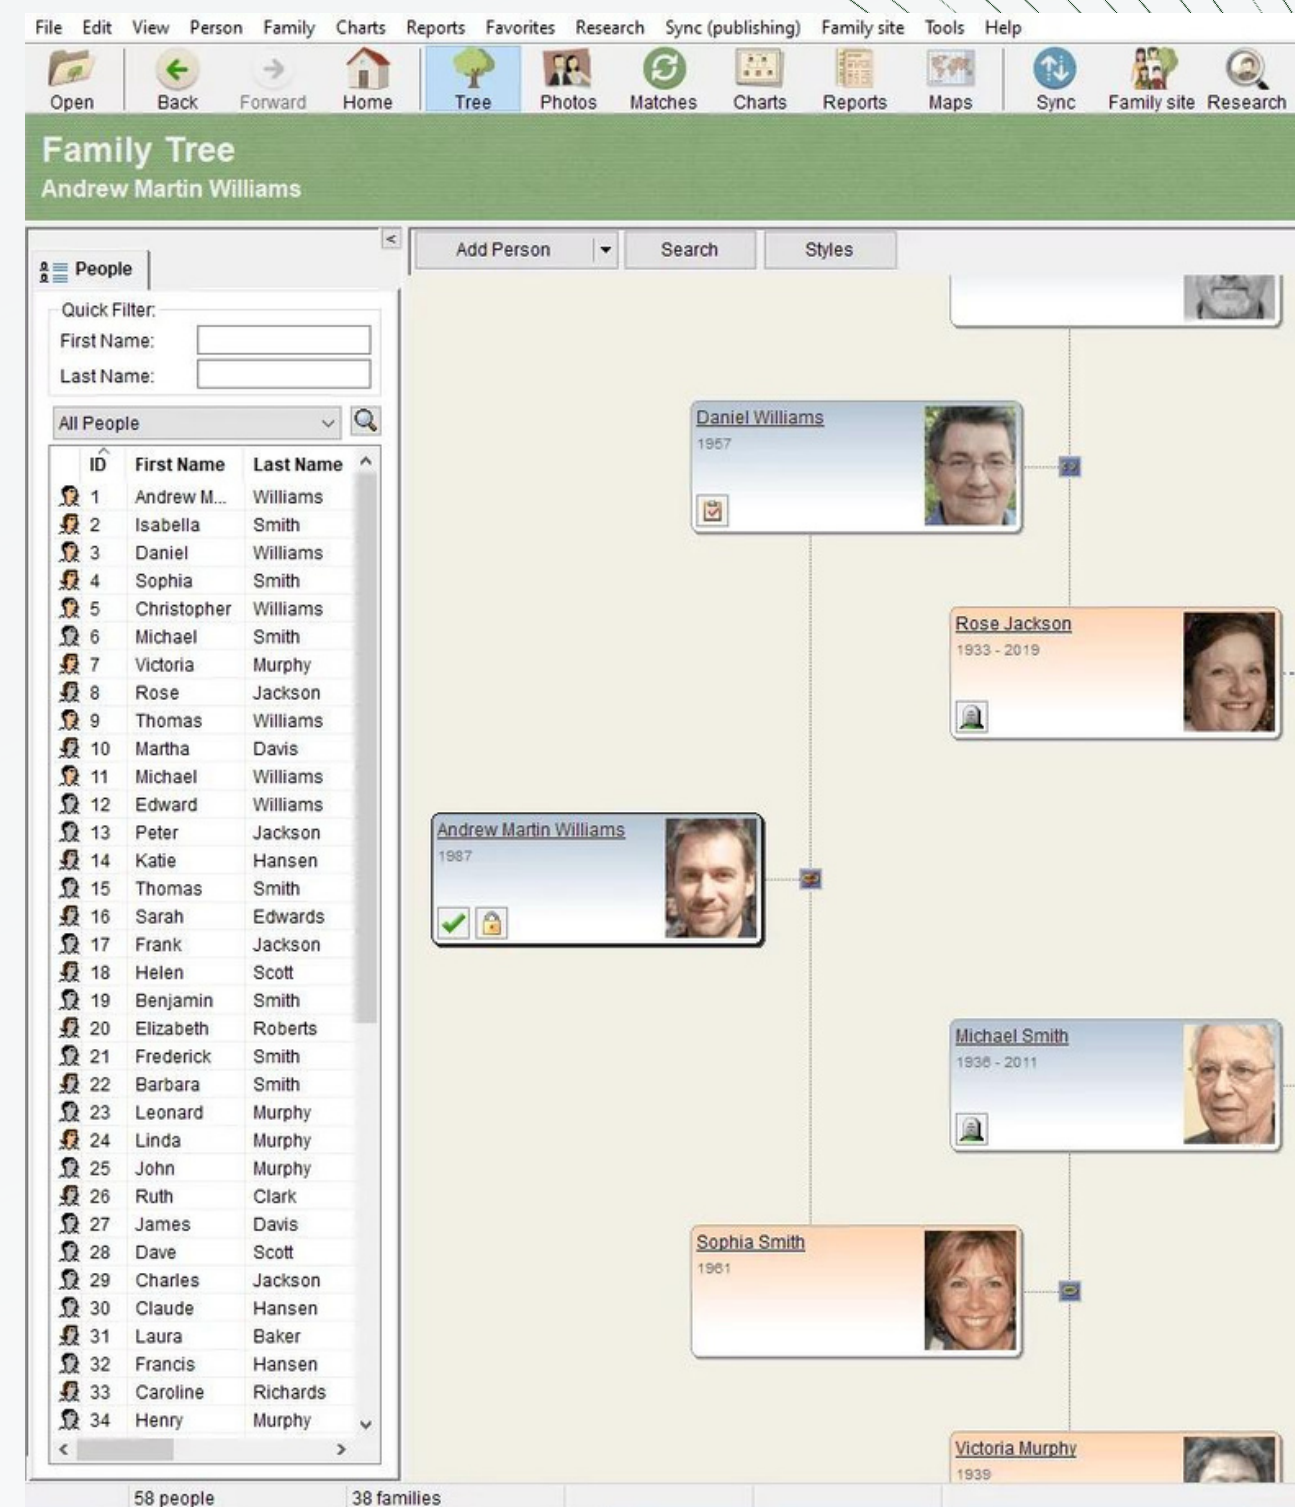 File Edit View Person Family Charts Reports Favorites Research Sync (publishing) Family site Tools Help
Open Back Forward Home Tree Photos Matches Charts Reports Maps Sync Family site Research
Family Tree
Andrew Martin Williams
<
People
Add Person Search Styles
Quick Filter:
First Name:
Last Name:
All People
ID First Name Last Name
1 Andrew M... Williams
2 Isabella Smith
3 Daniel Williams
4 Sophia Smith
5 Christopher Williams
6 Michael Smith
7 Victoria Murphy
8 Rose Jackson
9 Thomas Williams
10 Martha Davis
11 Michael Williams
12 Edward Williams
13 Peter Jackson
14 Katie Hansen
15 Thomas Smith
16 Sarah Edwards
17 Frank Jackson
18 Helen Scott
19 Benjamin Smith
20 Elizabeth Roberts
21 Frederick Smith
22 Barbara Smith
23 Leonard Murphy
24 Linda Murphy
25 John Murphy
26 Ruth Clark
27 James Davis
28 Dave Scott
29 Charles Jackson
30 Claude Hansen
31 Laura Baker
32 Francis Hansen
33 Caroline Richards
34 Henry Murphy
Daniel Williams
1957
Rose Jackson
1933 - 2019
Andrew Martin Williams
1987
Michael Smith
1936 - 2011
Sophia Smith
1961
Victoria Murphy
1939
58 people 38 families